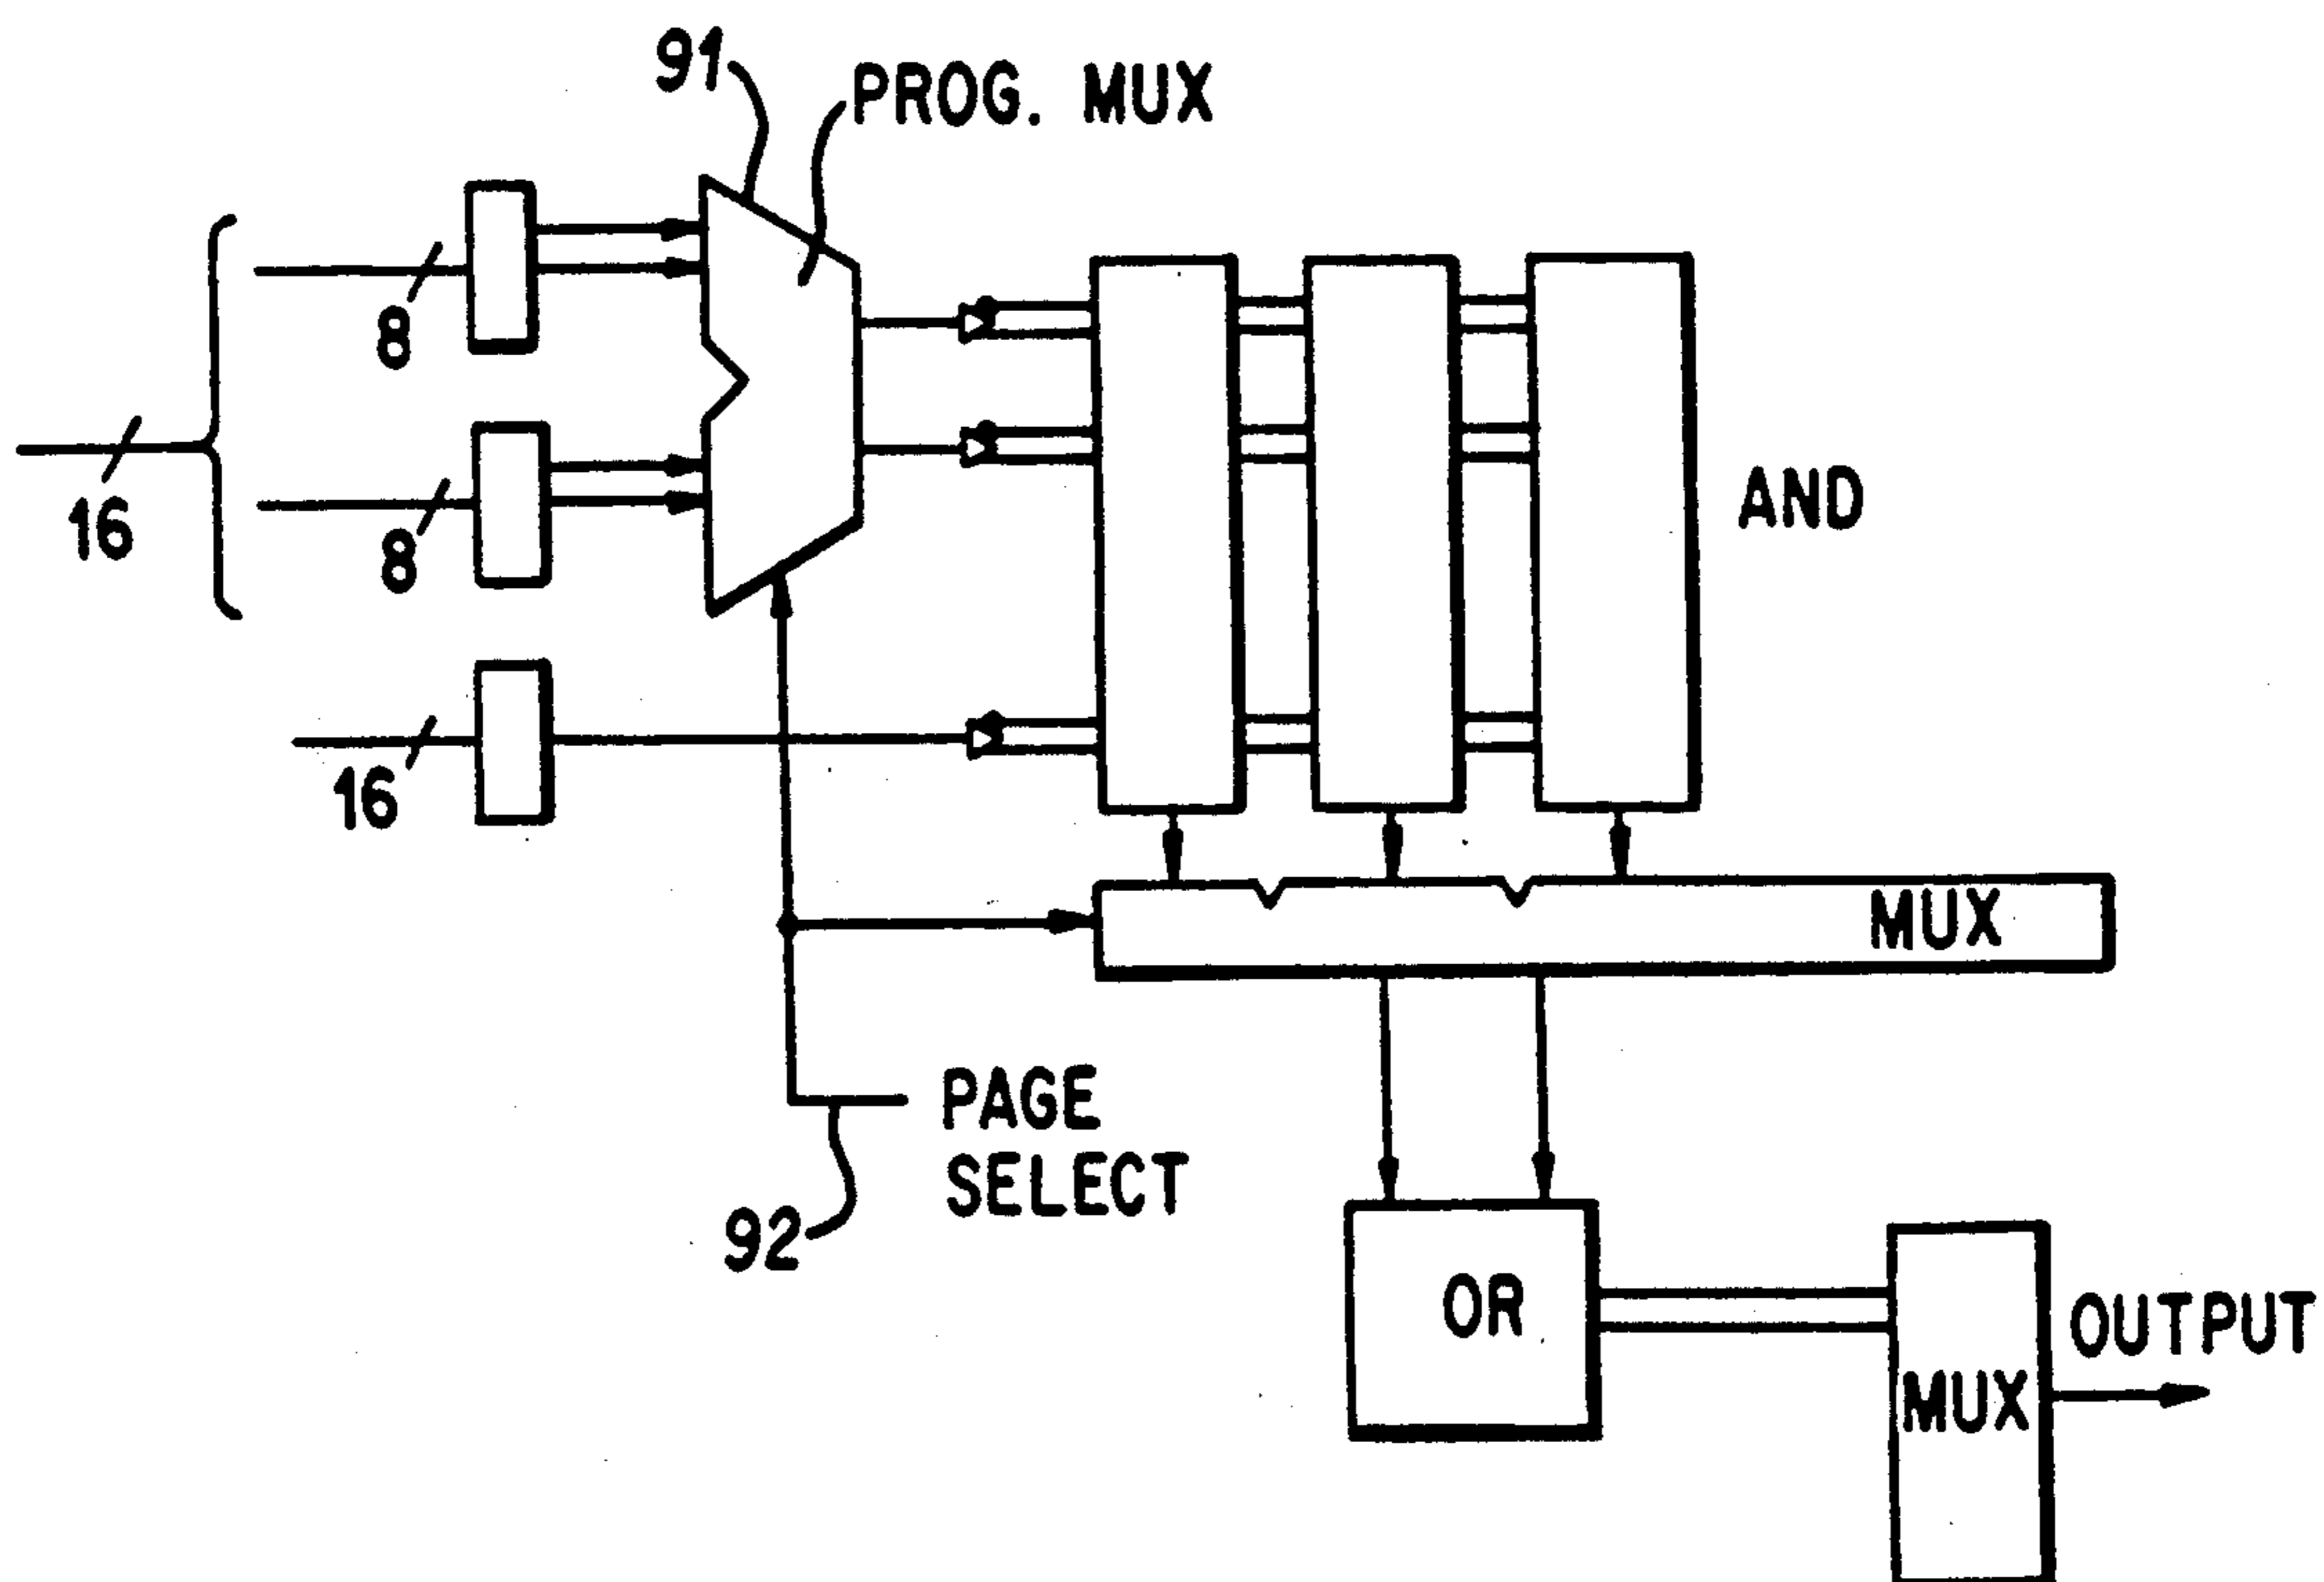 91
PROG. MUX
8
16
8
AND
16
MUX
PAGE
SELECT
92
OR
OUTPUT
MUX